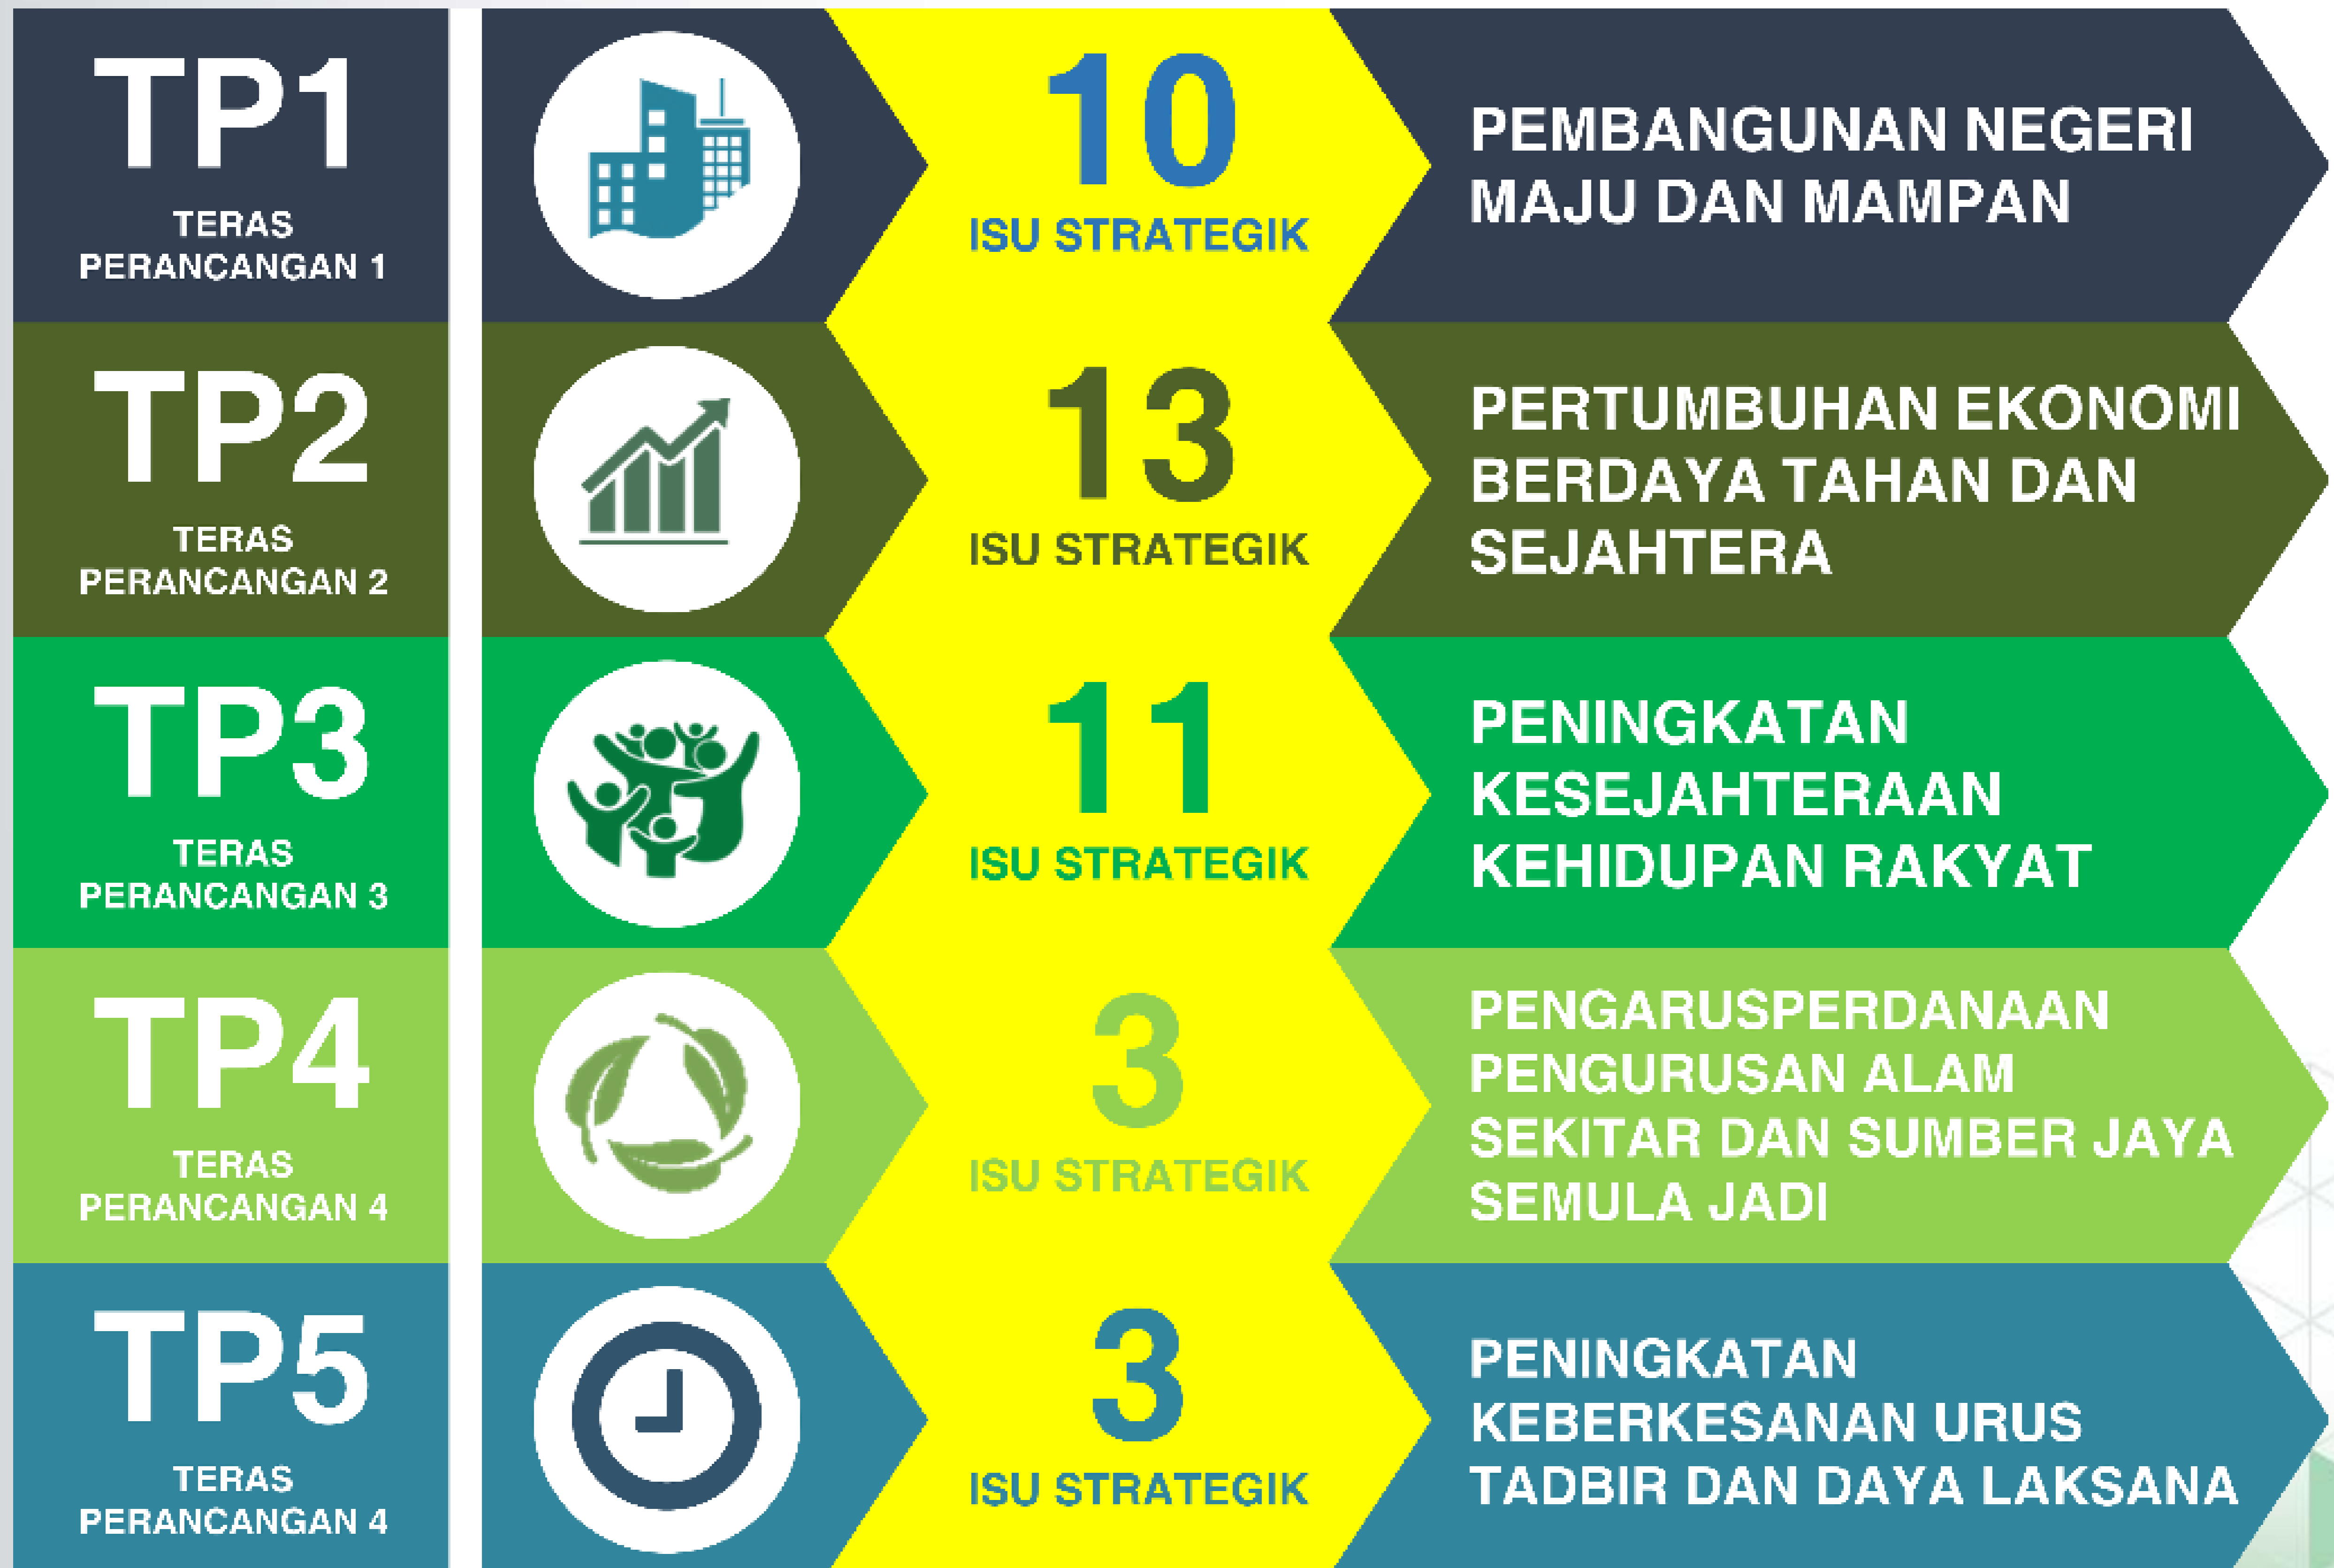 TP1
TERAS
PERANCANGAN 1
10
ISU STRATEGIK
PEMBANGUNAN NEGERI
MAJU DAN MAMPAN
TP2
TERAS
PERANCANGAN 2
13
ISU STRATEGIK
PERTUMBUHAN EKONOMI
BERDAYA TAHAN DAN
SEJAHTERA
TP3
TERAS
PERANCANGAN 3
11
ISU STRATEGIK
PENINGKATAN
KESEJAHTERAAN
KEHIDUPAN RAKYAT
TP4
TERAS
PERANCANGAN 4
3
ISU STRATEGIK
PENGARUSPERDANAAN
PENGURUSAN ALAM
SEKITAR DAN SUMBER JAYA
SEMULA JADI
TP5
TERAS
PERANCANGAN 4
3
ISU STRATEGIK
PENINGKATAN
KEBERKESANAN URUS
TADBIR DAN DAYA LAKSANA